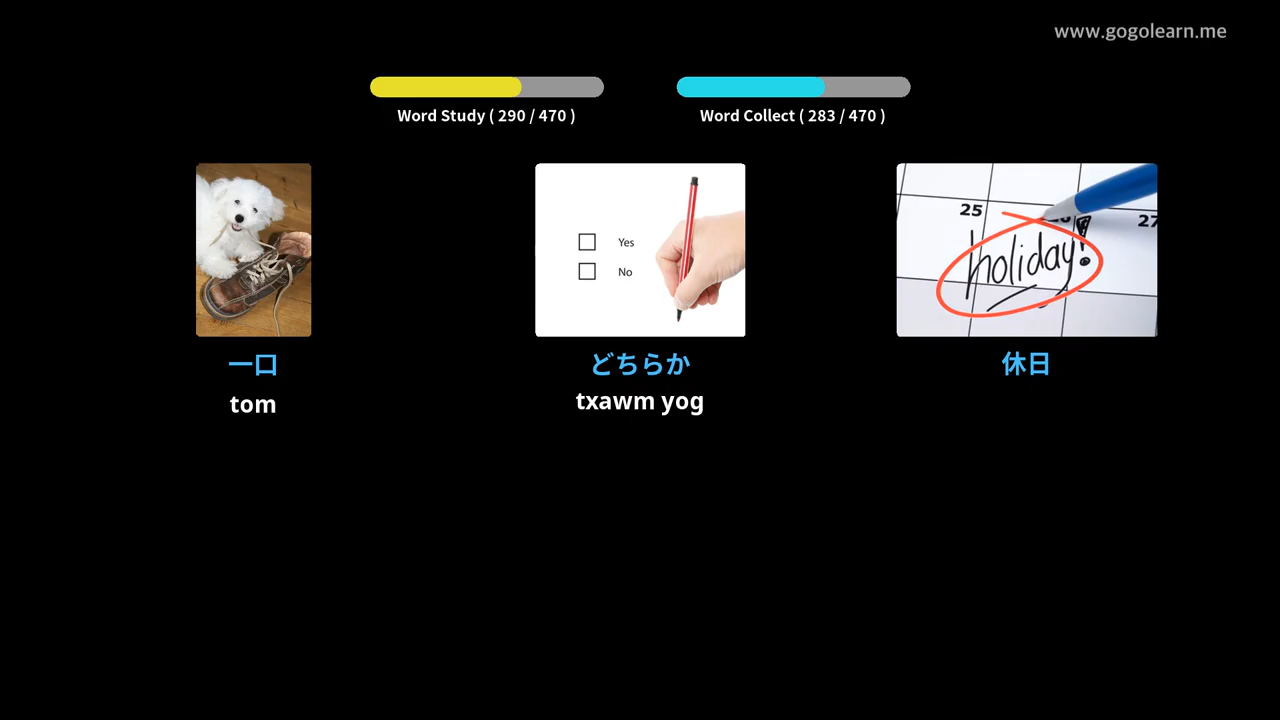 www.gogolearn.me
Word Study ( 290 / 470 )
Word Collect ( 283 / 470 )
Yes
No
25
27
holiday!
一口
tom
どちらか
txawm yog
休日